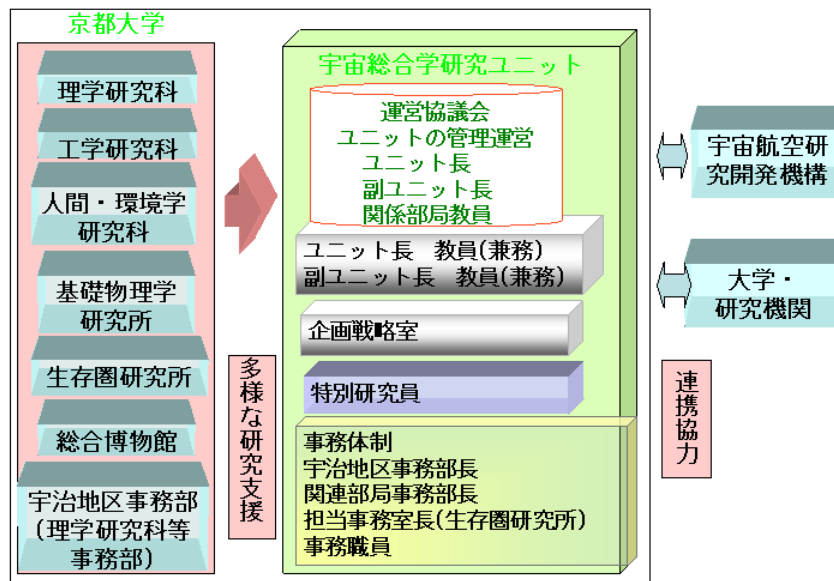 京都大学
理学研究科
工学研究科
人間・環境学
研究科
基礎物理学
研究所
生存圏研究所
総合博物館
宇治地区事務部
(理学研究科等
事務部)
多様な研究支援
宇宙総合学研究ユニット
運営協議会
ユニットの管理運営
ユニット長
副ユニット長
関係部局教員
ユニット長 教員(兼務)
副ユニット長 教員(兼務)
企画戦略室
特別研究員
事務体制
宇治地区事務部長
関連部局事務部長
担当事務室長(生存圏研究所)
事務職員
宇宙航空研
究開発機構
大学・
研究機関
連携協力